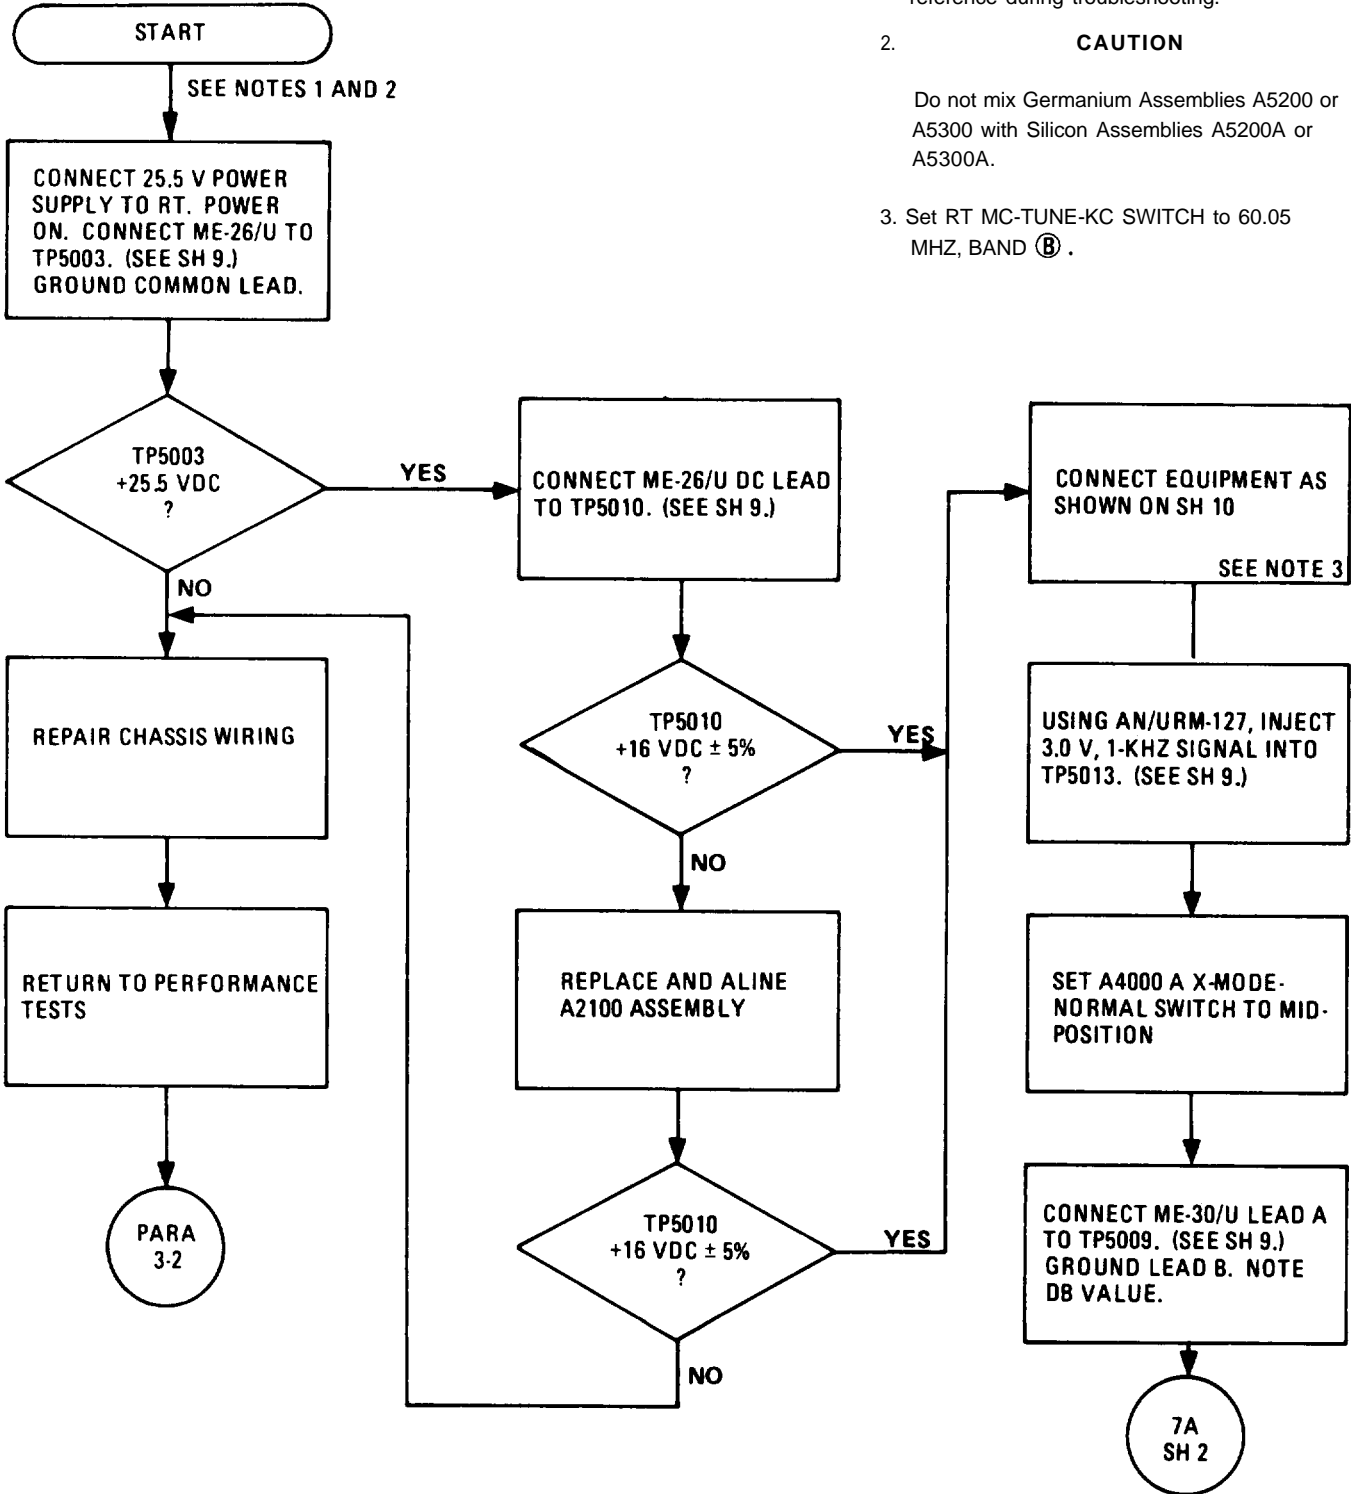 START
SEE NOTES 1 AND 2
CONNECT 25.5 V POWER
SUPPLY TO RT. POWER
ON. CONNECT ME-26/U TO
TP5003. (SEE SH 9.)
GROUND COMMON LEAD.
TP5003
+25.5 VDC
?
YES
NO
REPAIR CHASSIS WIRING
RETURN TO PERFORMANCE
TESTS
PARA
3-2
CONNECT ME-26/U DC LEAD
TO TP5010. (SEE SH 9.)
TP5010
+16 VDC ± 5%
?
YES
NO
REPLACE AND ALINE
A2100 ASSEMBLY
TP5010
+16 VDC ± 5%
?
YES
NO
reference during troubleshooting.
2. CAUTION
Do not mix Germanium Assemblies A5200 or
A5300 with Silicon Assemblies A5200A or
A5300A.
3. Set RT MC-TUNE-KC SWITCH to 60.05
MHZ, BAND Ⓑ .
CONNECT EQUIPMENT AS
SHOWN ON SH 10
SEE NOTE 3
USING AN/URM-127, INJECT
3.0 V, 1-KHZ SIGNAL INTO
TP5013. (SEE SH 9.)
SET A4000 A X-MODE-
NORMAL SWITCH TO MID-
POSITION
CONNECT ME-30/U LEAD A
TO TP5009. (SEE SH 9.)
GROUND LEAD B. NOTE
DB VALUE.
7A
SH 2